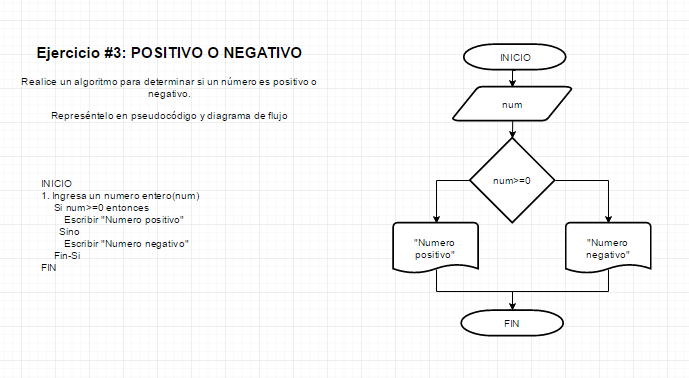 Ejercicio #3: POSITIVO O NEGATIVO
Realice un algoritmo para determinar si un número es positivo o
negativo.
Represéntelo en pseudocódigo y diagrama de flujo
INICIO
1. Ingresa un numero entero(num)
Si num>=0 entonces
Escribir "Numero positivo"
Sino
Escribir "Numero negativo"
Fin-Si
FIN
INICIO
num
num>=0
"Numero
positivo"
"Numero
negativo"
FIN